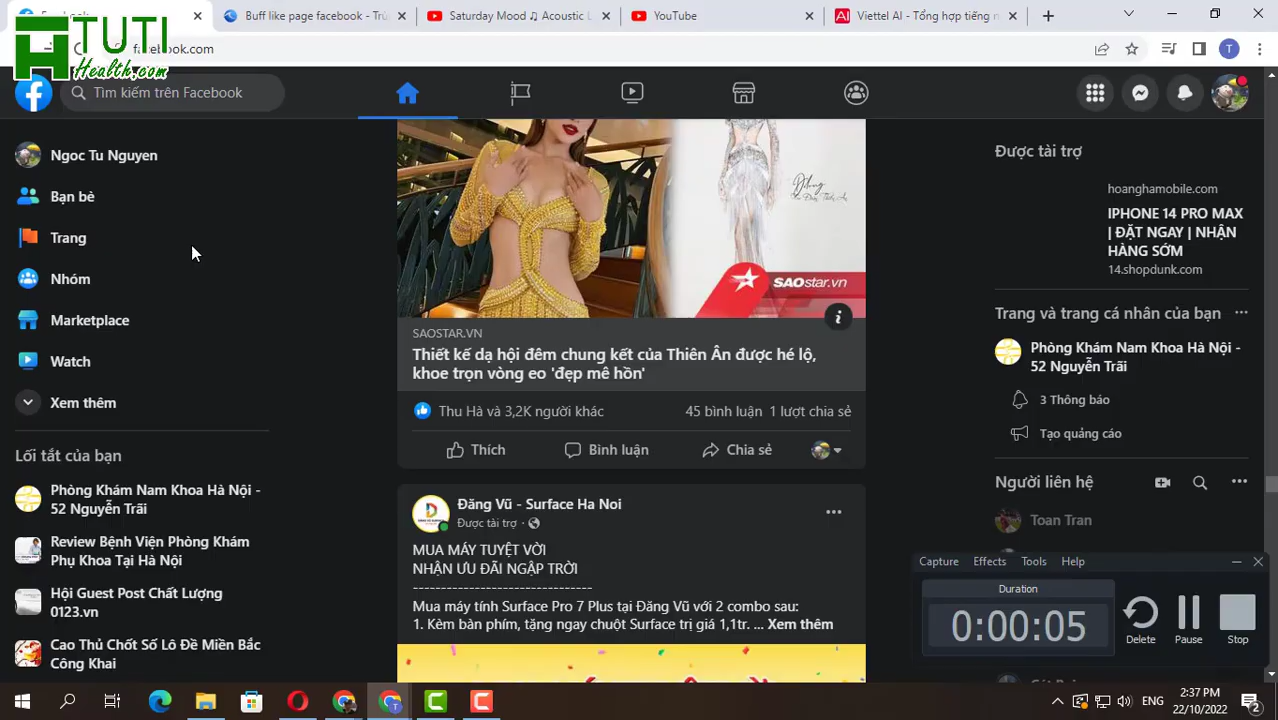 TUTI
Health.com
Buff like page facebook - Trú
Saturday Mood ♫ Acoustic L
YouTube
Viettel AI - Tổng hợp tiếng n
facebook.com
T
Tìm kiếm trên Facebook
Ngoc Tu Nguyen
Bạn bè
Trang
Nhóm
Marketplace
Watch
Xem thêm
Lối tắt của bạn
Phòng Khám Nam Khoa Hà Nội -
52 Nguyễn Trãi
Review Bệnh Viện Phòng Khám
Phụ Khoa Tại Hà Nội
Hội Guest Post Chất Lượng
0123.vn
Cao Thủ Chốt Số Lô Đề Miền Bắc
Công Khai
SAOSTAR.VN
SAOstar.vn
Thiết kế dạ hội đêm chung kết của Thiên Ân được hé lộ,
khoe trọn vòng eo 'đẹp mê hồn'
Thu Hà và 3,2K người khác
45 bình luận 1 lượt chia sẻ
Thích
Bình luận
Chia sẻ
Đăng Vũ - Surface Ha Noi
Được tài trợ
MUA MÁY TUYỆT VỜI
NHẬN ƯU ĐÃI NGẬP TRỜI
------------------------------
Mua máy tính Surface Pro 7 Plus tại Đăng Vũ với 2 combo sau:
1. Kèm bàn phím, tặng ngay chuột Surface trị giá 1,1tr. ... Xem thêm
Được tài trợ
hoanghamobile.com
IPHONE 14 PRO MAX
| ĐẶT NGAY | NHẬN
HÀNG SỚM
14.shopdunk.com
Trang và trang cá nhân của bạn
Phòng Khám Nam Khoa Hà Nội -
52 Nguyễn Trãi
3 Thông báo
Tạo quảng cáo
Người liên hệ
Toan Tran
Capture Effects Tools Help
Duration
0:00:05
Delete
Pause
Stop
ENG
2:37 PM
22/10/2022
2